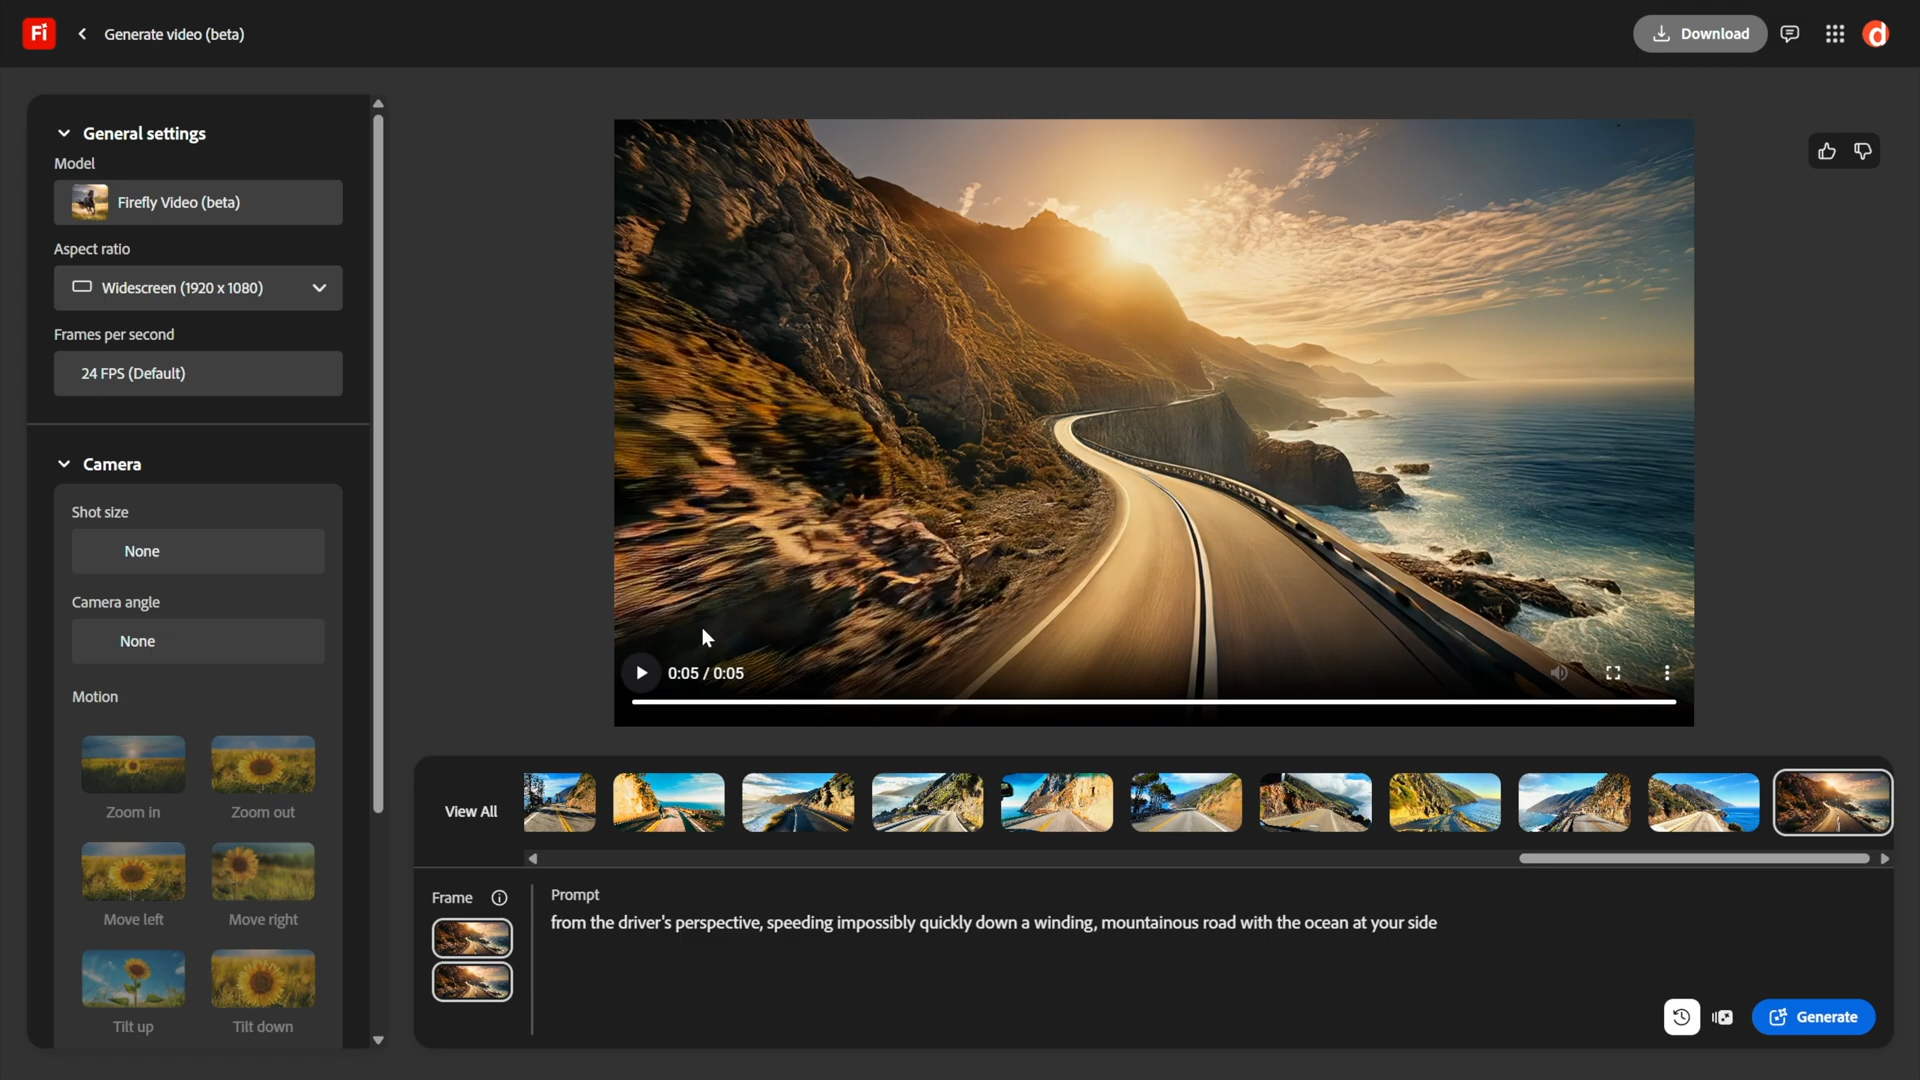 Fi
Generate video (beta)
Download
General settings
Model
Firefly Video (beta)
Aspect ratio
Widescreen (1920 x 1080)
Frames per second
24 FPS (Default)
Camera
Shot size
None
Camera angle
None
Motion
Zoom in
Zoom out
Move left
Move right
Tilt up
Tilt down
0:05 / 0:05
View All
Frame
Prompt
from the driver's perspective, speeding impossibly quickly down a winding, mountainous road with the ocean at your side
Generate